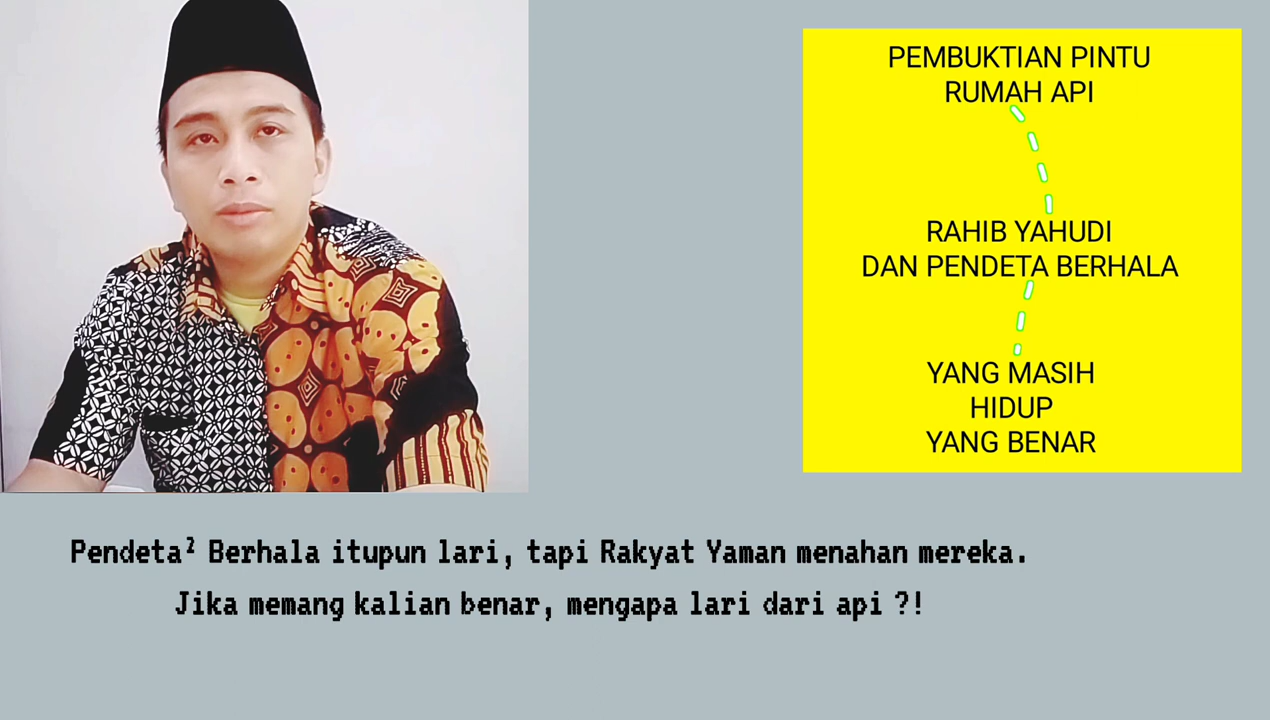 PEMBUKTIAN PINTU
RUMAH API
RAHIB YAHUDI
DAN PENDETA BERHALA
YANG MASIH
HIDUP
YANG BENAR
Pendeta² Berhala itupun lari, tapi Rakyat Yaman menahan mereka.
Jika memang kalian benar, mengapa lari dari api ?!